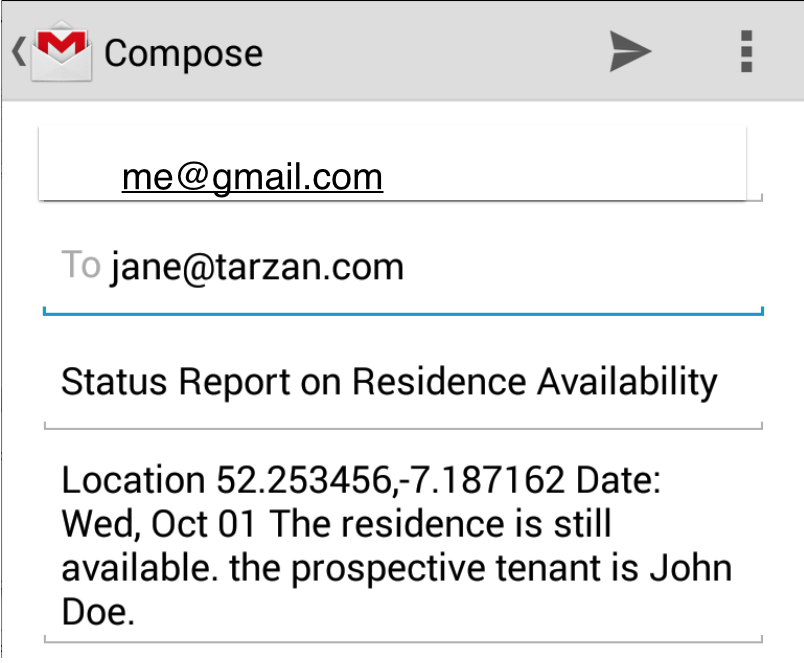 Compose
me@gmail.com
To jane@tarzan.com
Status Report on Residence Availability
Location 52.253456,-7.187162 Date:
Wed, Oct 01 The residence is still
available. the prospective tenant is John
Doe.